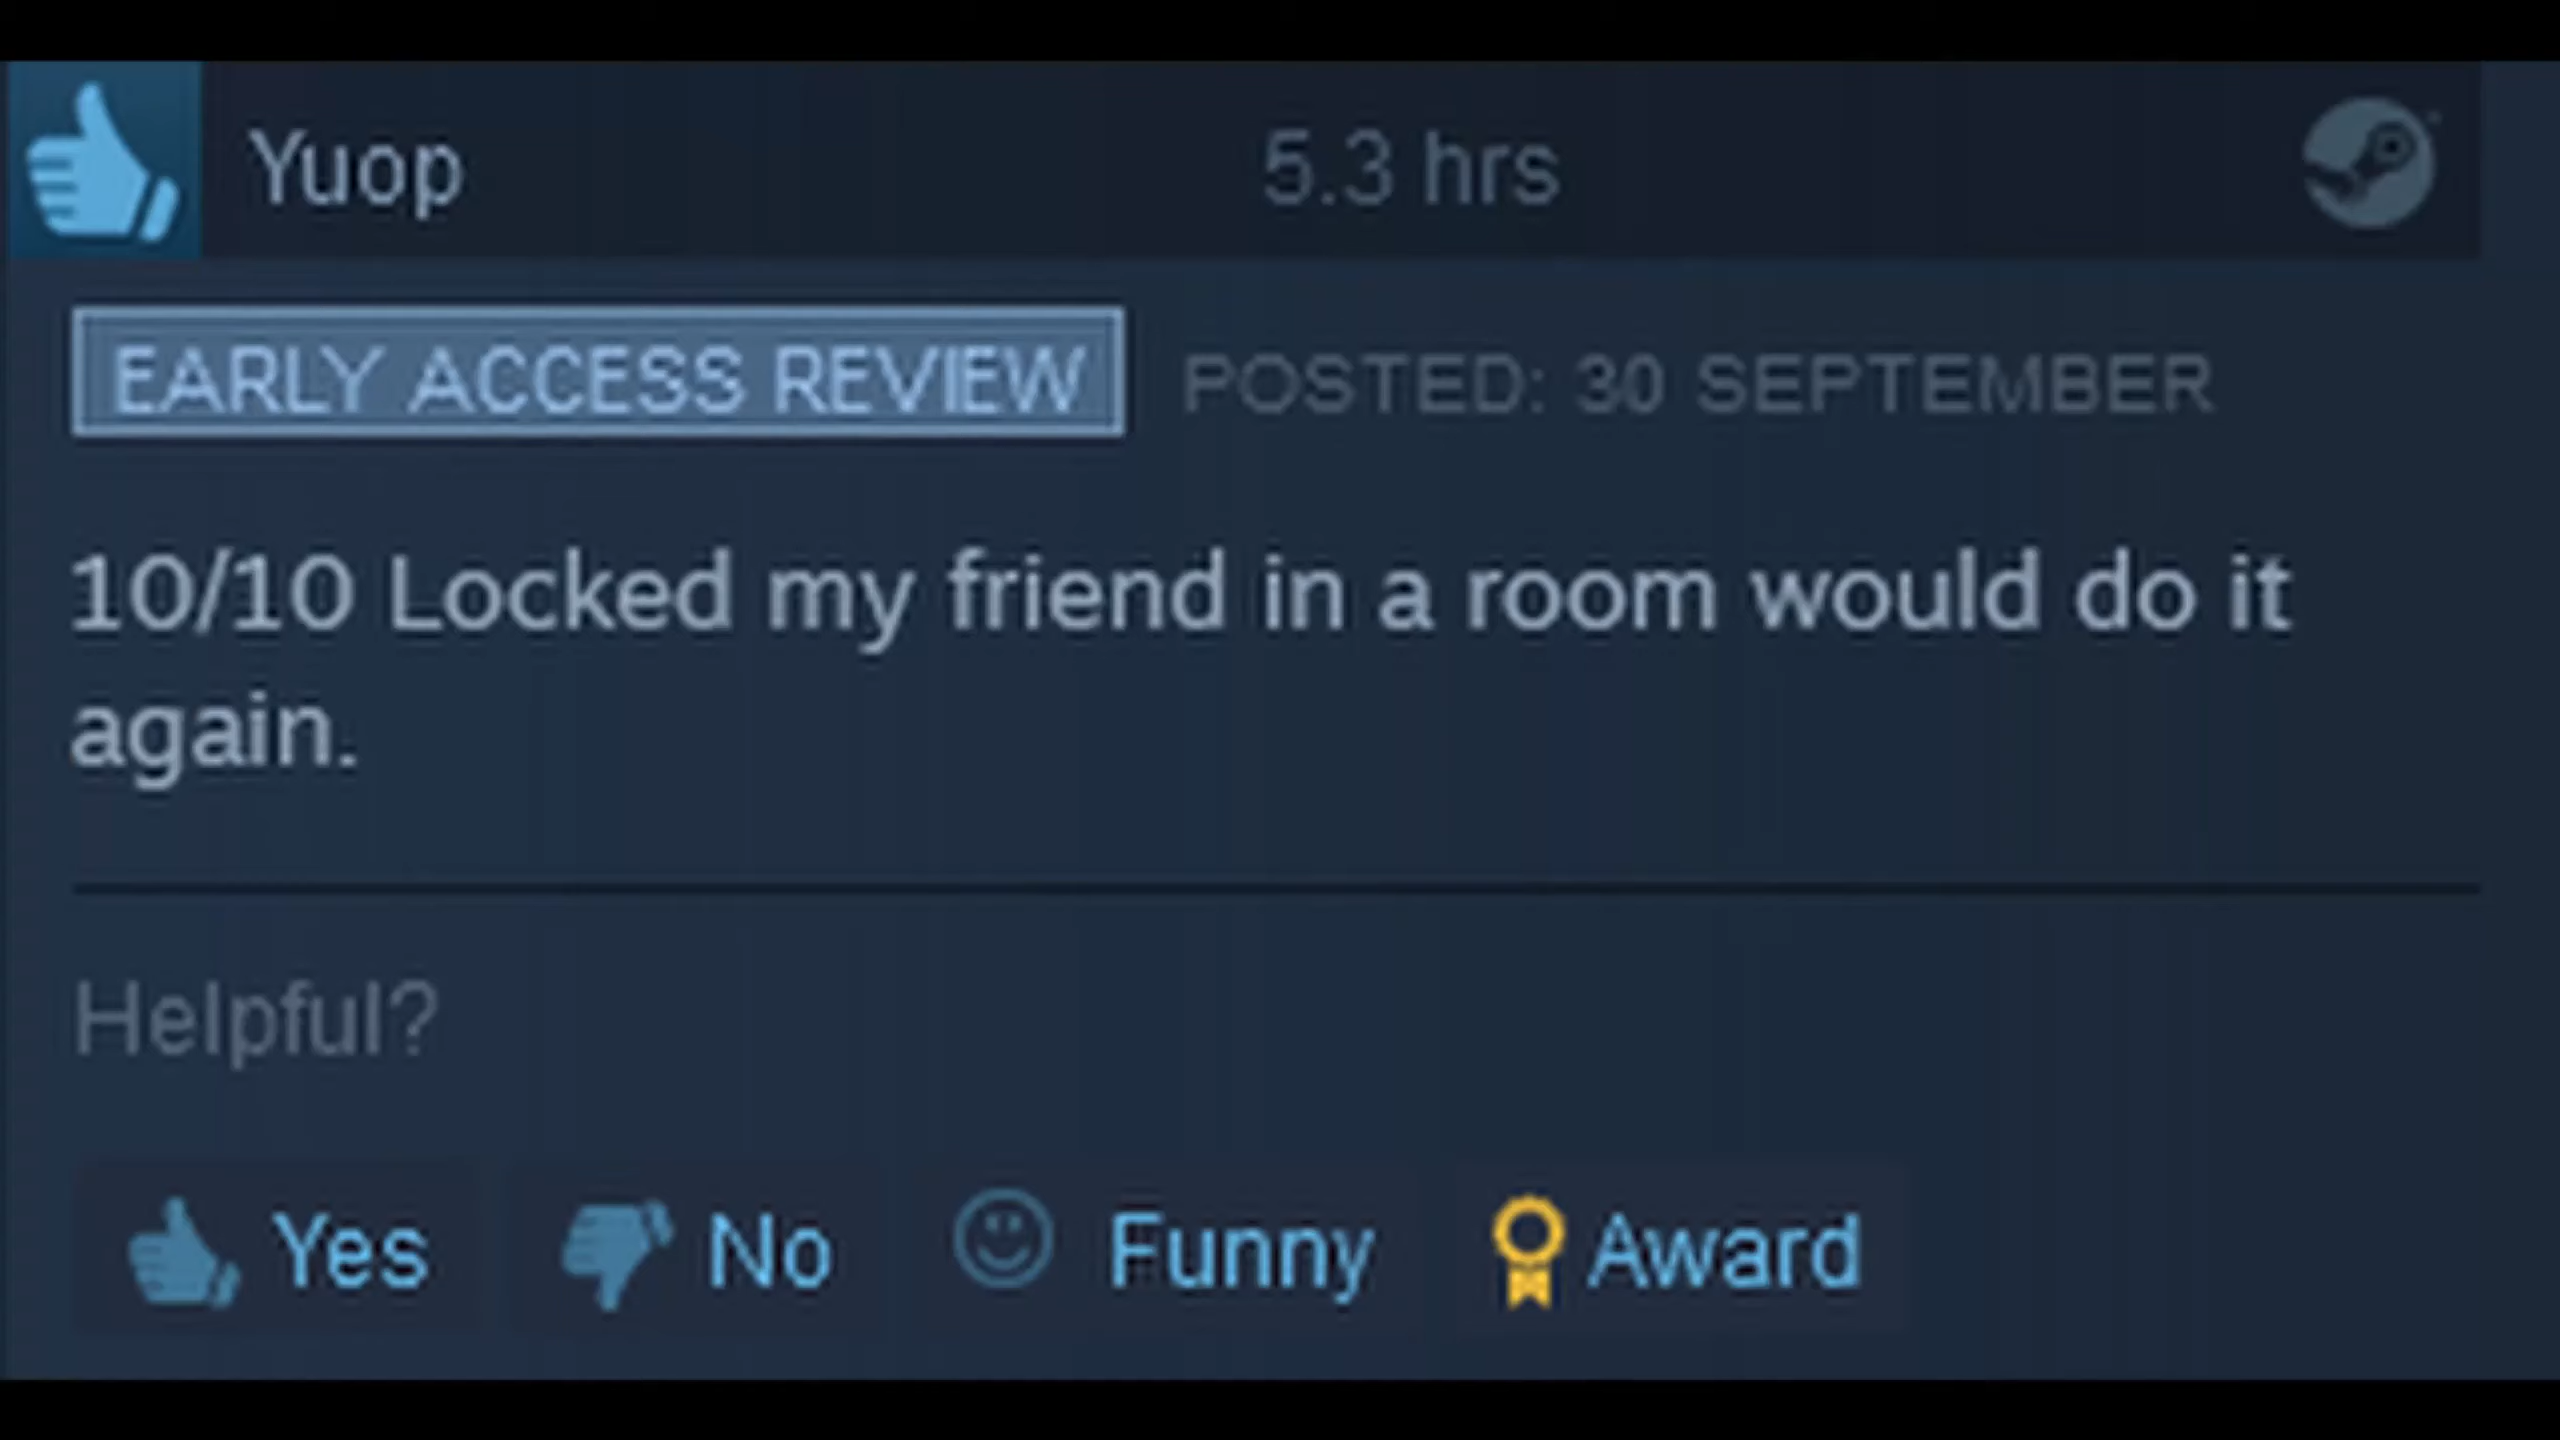 Yuop 5.3 hrs
EARLY ACCESS REVIEW POSTED: 30 SEPTEMBER
10/10 Locked my friend in a room would do it
again.
Helpful?
Yes No Funny Award